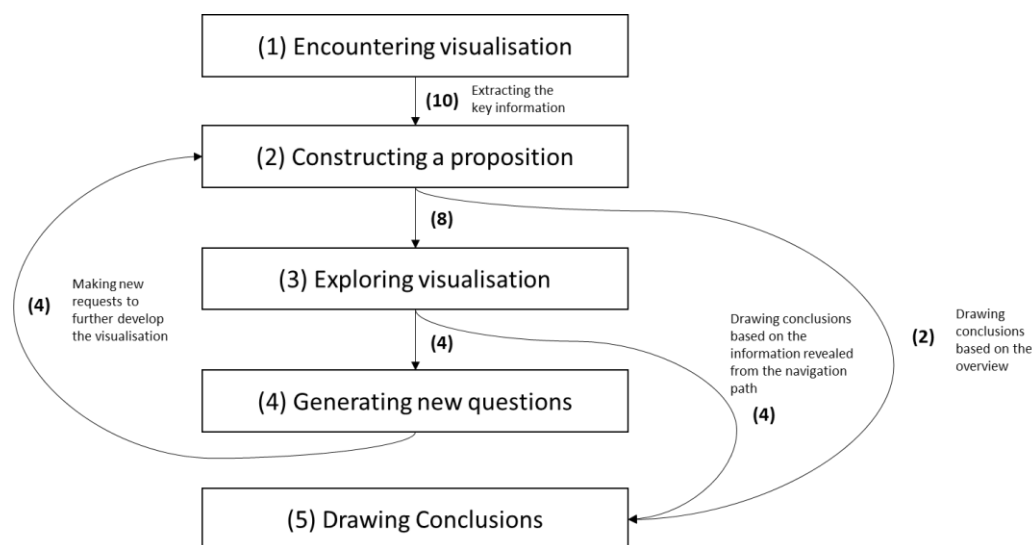 (1) Encountering visualisation
(10)
Extracting the
key information
(2) Constructing a proposition
(8)
(3) Exploring visualisation
(4)
Making new
requests to
further develop
the visualisation
(4)
Drawing conclusions
based on the
information revealed
from the navigation
path
(4)
(2)
Drawing
conclusions
based on the
overview
(4) Generating new questions
(5) Drawing Conclusions